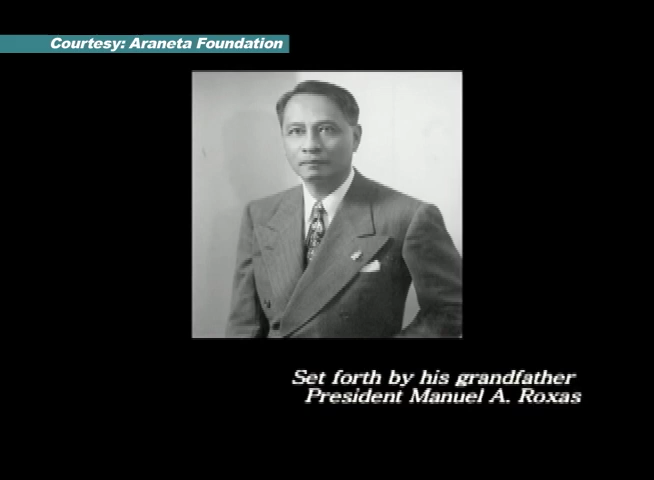 Courtesy: Araneta Foundation
Set forth by his grandfather
President Manuel A. Roxas